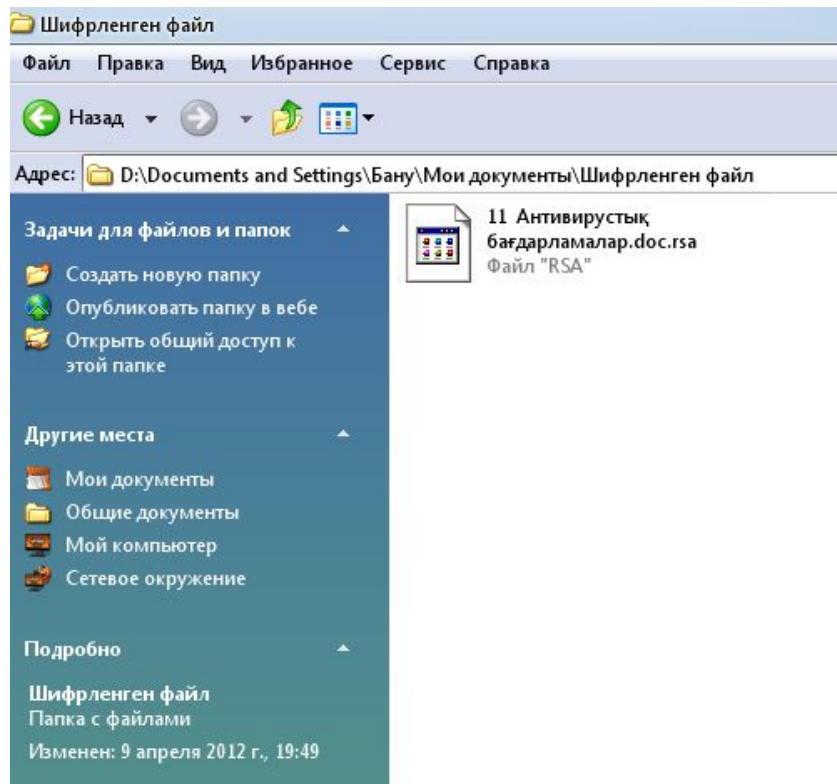 Шифрленген файл
Файл Правка Вид Избранное Сервис Справка
Назад
Адрес: D:\Documents and Settings\Бану\Мои документы\Шифрленген файл
Задачи для файлов и папок
Создать новую папку
Опубликовать папку в вебе
Открыть общий доступ к
этой папке
Другие места
Мои документы
Общие документы
Мой компьютер
Сетевое окружение
Подробно
Шифрленген файл
Папка с файлами
Изменен: 9 апреля 2012 г., 19:49
11 Антивирустық
бағдарламалар.doc.rsa
Файл "RSA"